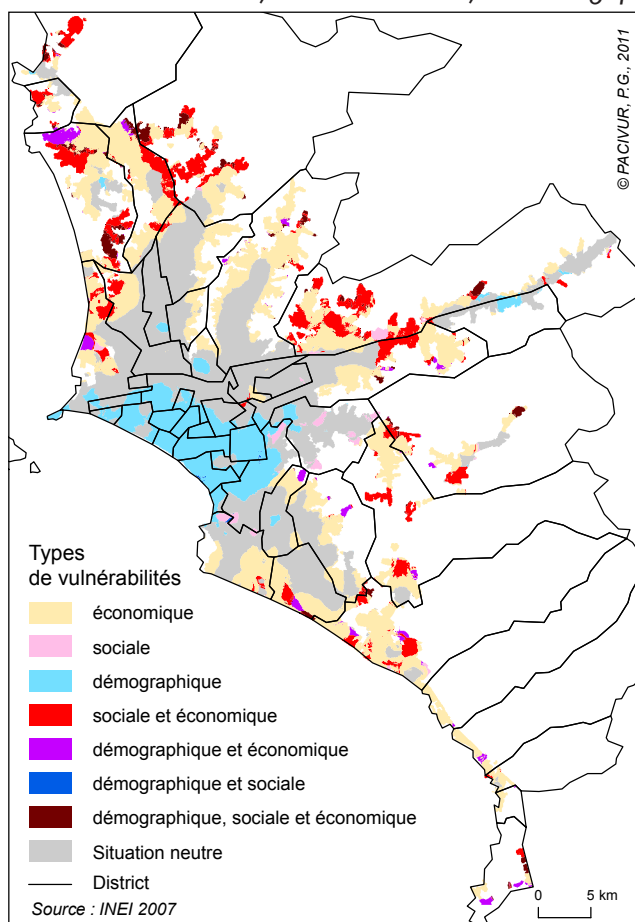 © PACIVUR, P.G., 2011
Types
de vulnérabilités
économique
sociale
démographique
sociale et économique
démographique et économique
démographique et sociale
démographique, sociale et économique
Situation neutre
District
Source : INEI 2007
0 5 km